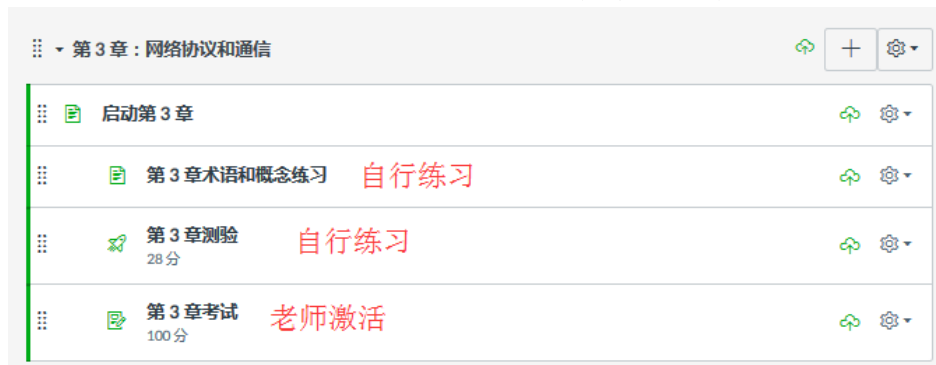 第 3 章：网络协议和通信
启动第 3 章
第 3 章术语和概念练习 自行练习
第 3 章测验 自行练习
28 分
第 3 章考试 老师激活
100 分